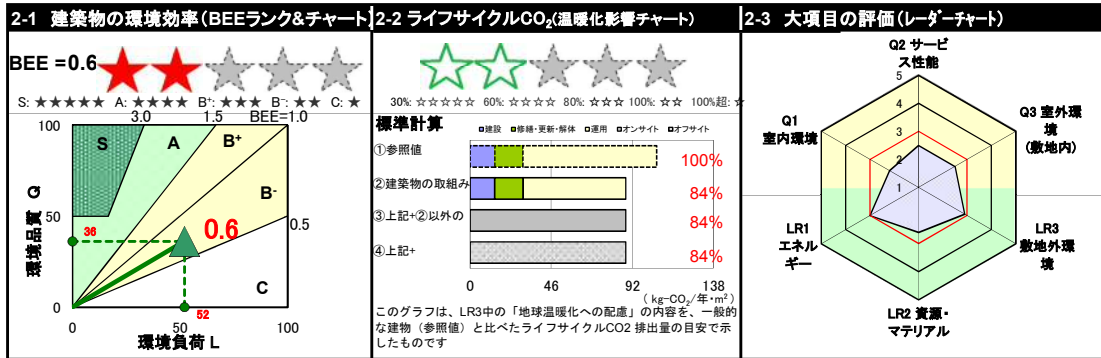 2-1 建築物の環境効率(BEEランク&チャート)
BEE =0.6
S: ★★★★★ A: ★★★★ B⁺: ★★★ B⁻: ★★ C: ★
3.0 1.5 BEE=1.0
100
S
A
B⁺
B⁻
50
環境品質 Q
36
0.6
0.5
C
0
52
0 50 100
環境負荷 L
2-2 ライフサイクルCO₂(温暖化影響チャート)
30%: ☆☆☆☆☆ 60%: ☆☆☆☆ 80%: ☆☆☆ 100%: ☆☆ 100%超: ☆
標準計算
■建設 ■修繕・更新・解体 □運用 ■オンサイト ■オフサイト
①参照値
100%
②建築物の取組み
84%
③上記+②以外の
84%
④上記+
84%
0 46 92 138
( kg-CO₂/年・m²)
このグラフは、LR3中の「地球温暖化への配慮」の内容を、一般的
な建物(参照値)と比べたライフサイクルCO2 排出量の目安で示
したものです
2-3 大項目の評価(レーダーチャート)
Q2 サービ
ス性能
5
4
3
2
1
Q1
室内環境
Q3 室外環
境
(敷地内)
LR1
エネル
ギー
LR3
敷地外環
境
LR2 資源・
マテリアル